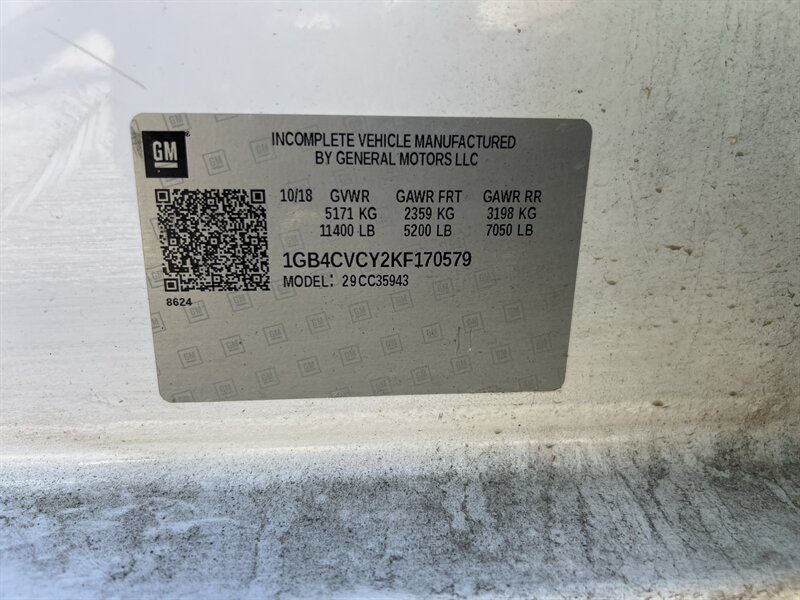 GM
INCOMPLETE VEHICLE MANUFACTURED
BY GENERAL MOTORS LLC
10/18 GVWR GAWR FRT GAWR RR
5171 KG 2359 KG 3198 KG
11400 LB 5200 LB 7050 LB
1GB4CVCY2KF170579
MODEL: 29CC35943
8624